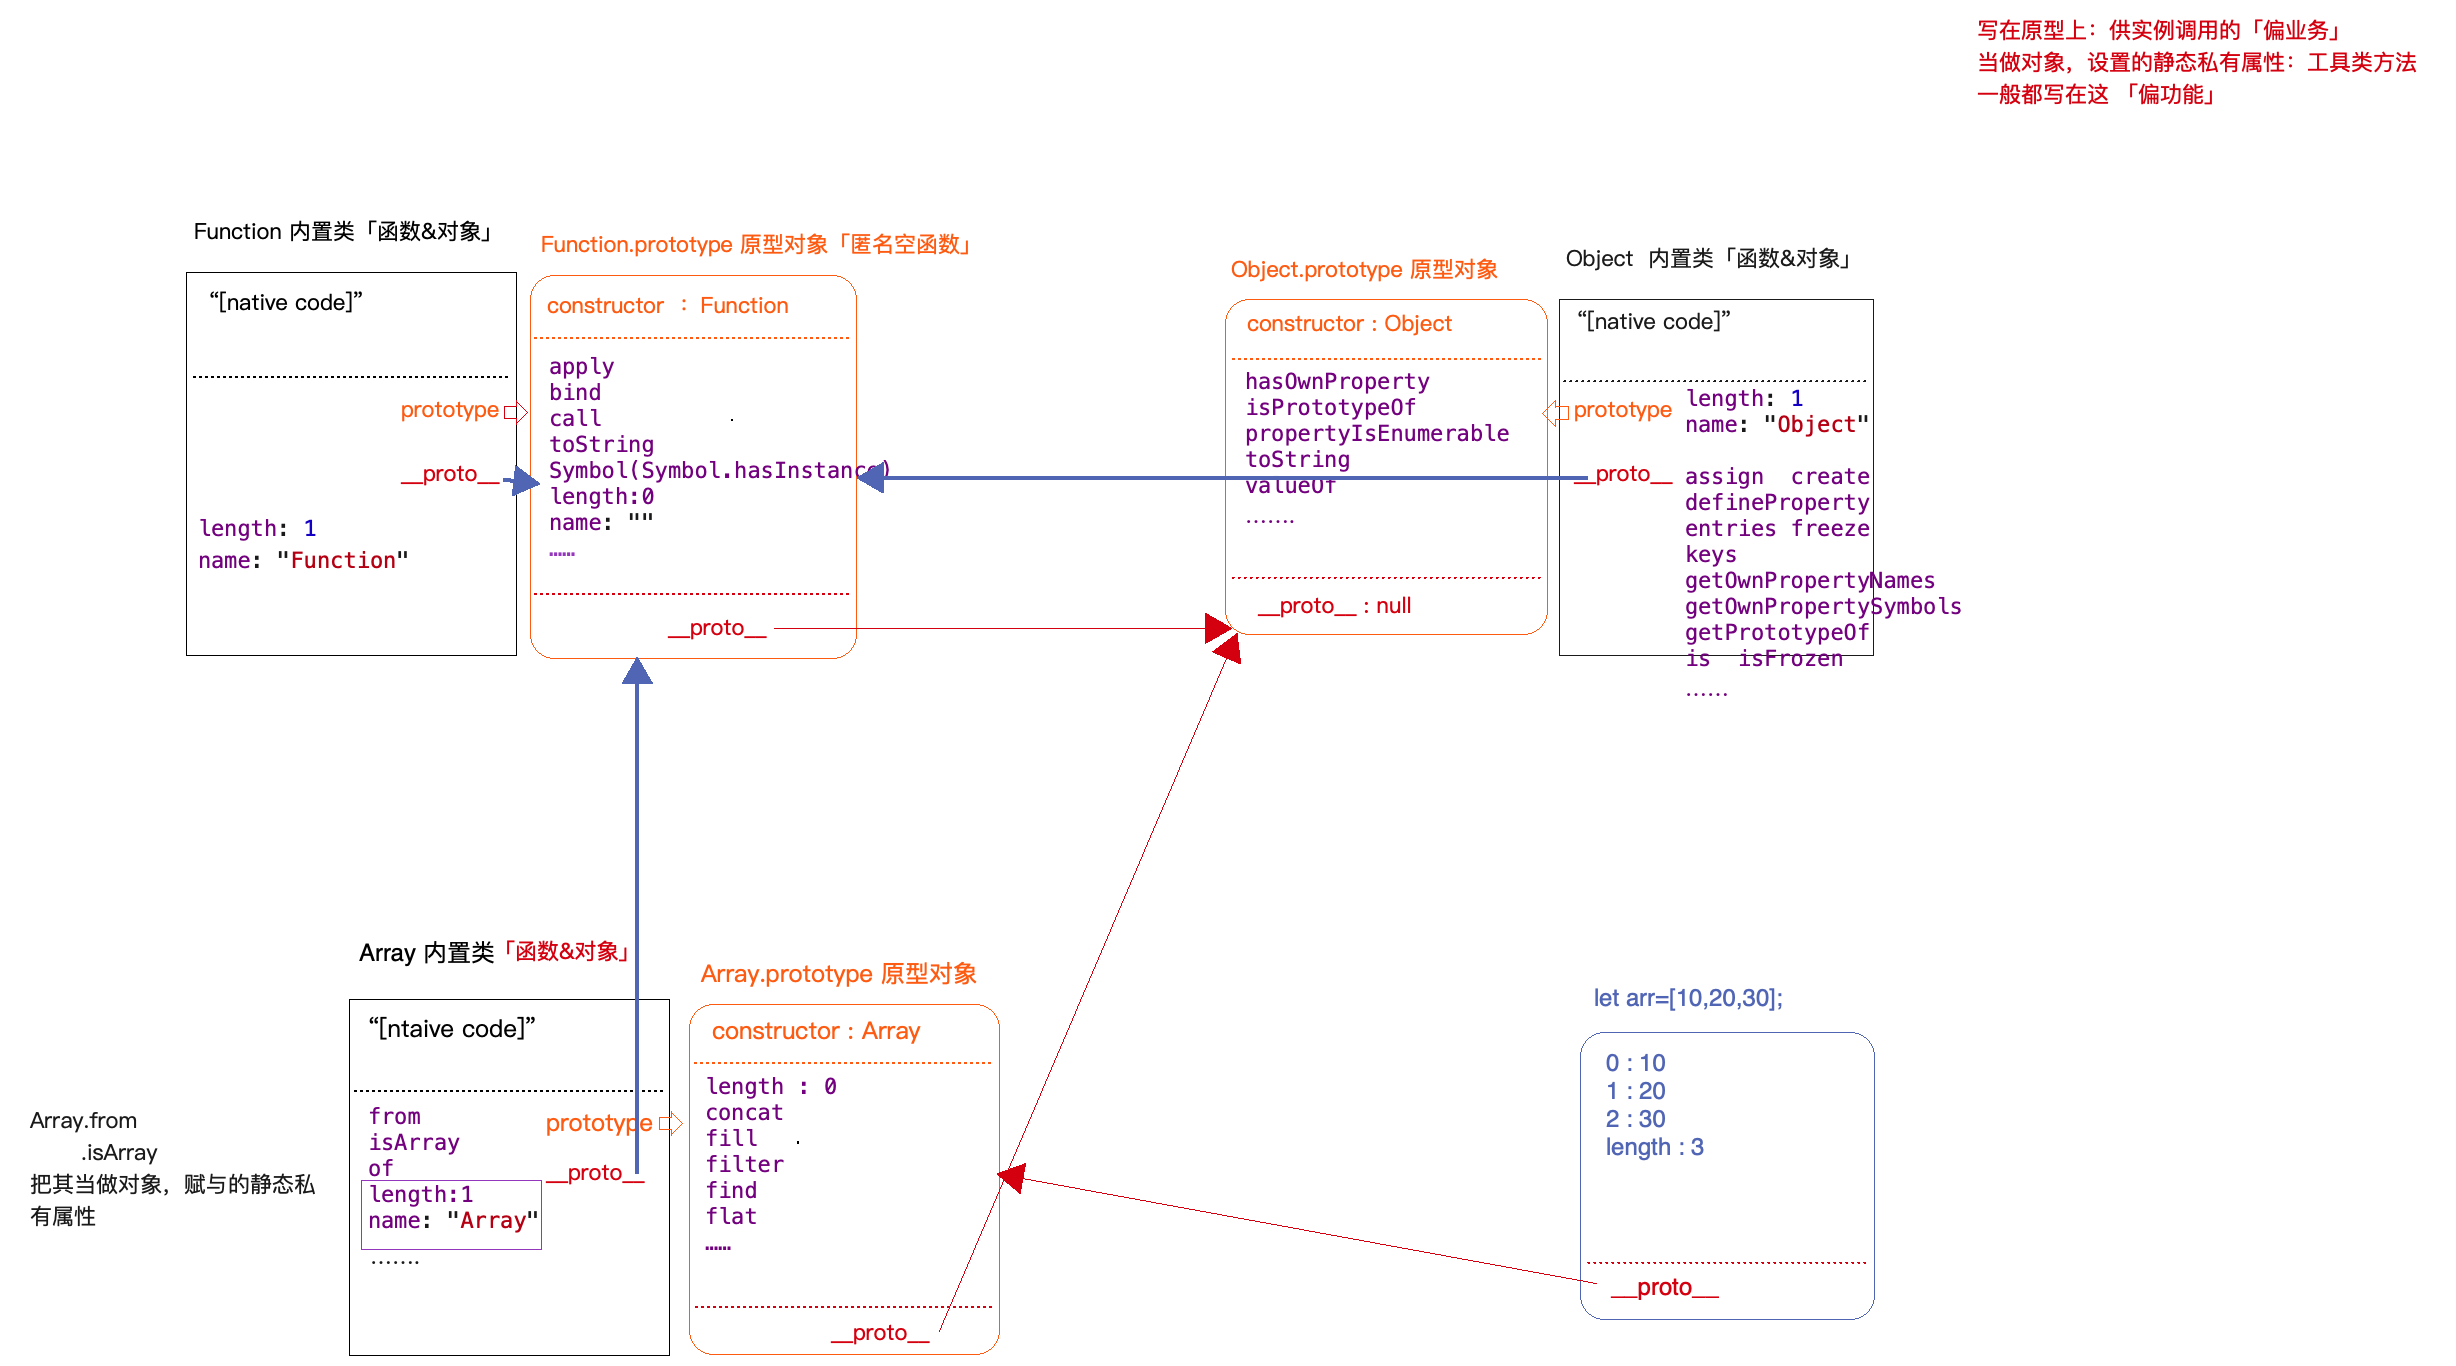 写在原型上：供实例调用的「偏业务」
当做对象，设置的静态私有属性：工具类方法
一般都写在这 「偏功能」
Function 内置类「函数&对象」
“[native code]”
prototype
__proto__
length: 1
name: "Function"
Function.prototype 原型对象「匿名空函数」
constructor ： Function
apply
bind
call
toString
Symbol(Symbol.hasInstance)
length:0
name: ""
……
__proto__
Object.prototype 原型对象
constructor : Object
hasOwnProperty
isPrototypeOf
propertyIsEnumerable
toString
valueOf
.......
__proto__ : null
Object 内置类「函数&对象」
“[native code]”
prototype
__proto__
length: 1
name: "Object"
assign create
defineProperty
entries freeze
keys
getOwnPropertyNames
getOwnPropertySymbols
getPrototypeOf
is isFrozen
......
Array 内置类「函数&对象」
“[ntaive code]”
from
isArray
of
length:1
name: "Array"
.......
prototype
__proto__
Array.from
.isArray
把其当做对象，赋与的静态私
有属性
Array.prototype 原型对象
constructor : Array
length : 0
concat
fill
filter
find
flat
……
__proto__
let arr=[10,20,30];
0 : 10
1 : 20
2 : 30
length : 3
__proto__